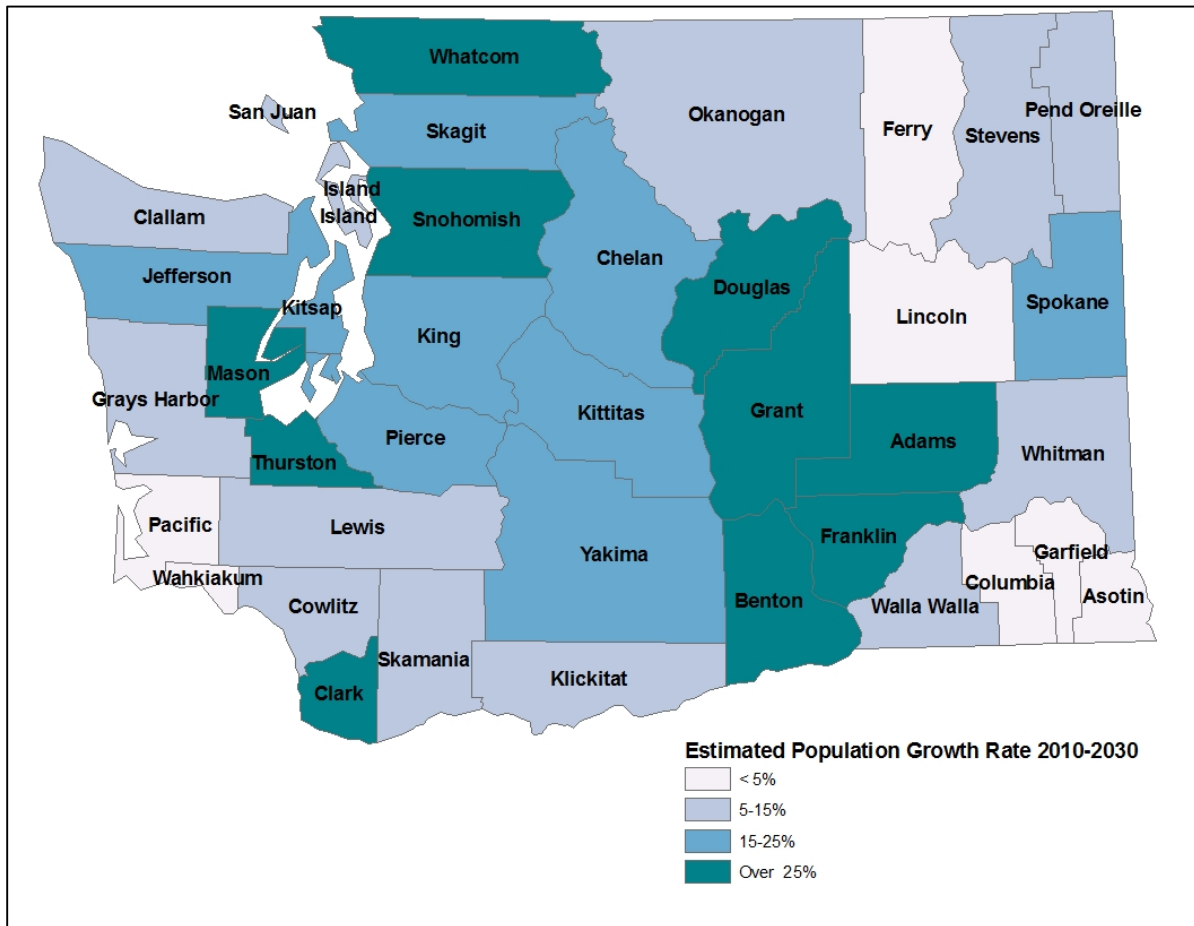 Whatcom
San Juan
Skagit
Okanogan
Ferry
Stevens
Pend Oreille
Island
Island
Clallam
Snohomish
Chelan
Jefferson
Kitsap
Douglas
Spokane
King
Lincoln
Mason
Grays Harbor
Kittitas
Grant
Pierce
Adams
Thurston
Whitman
Pacific
Lewis
Yakima
Franklin
Garfield
Wahkiakum
Columbia
Asotin
Cowlitz
Benton
Walla Walla
Skamania
Klickitat
Clark
Estimated Population Growth Rate 2010-2030
< 5%
5-15%
15-25%
Over 25%